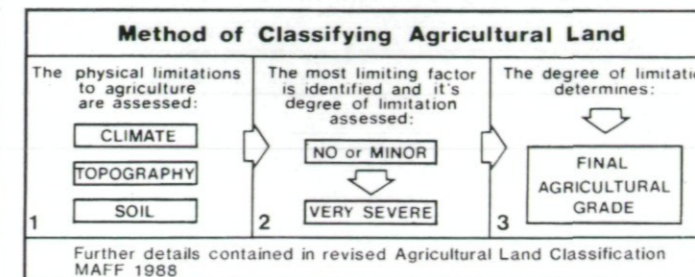 Method of Classifying Agricultural Land
The physical limitations
to agriculture
are assessed:
CLIMATE
TOPOGRAPHY
SOIL
1
The most limiting factor
is identified and it's
degree of limitation
assessed:
NO or MINOR
VERY SEVERE
2
The degree of limitatio
determines:
FINAL
AGRICULTURAL
GRADE
3
Further details contained in revised Agricultural Land Classification
MAFF 1988